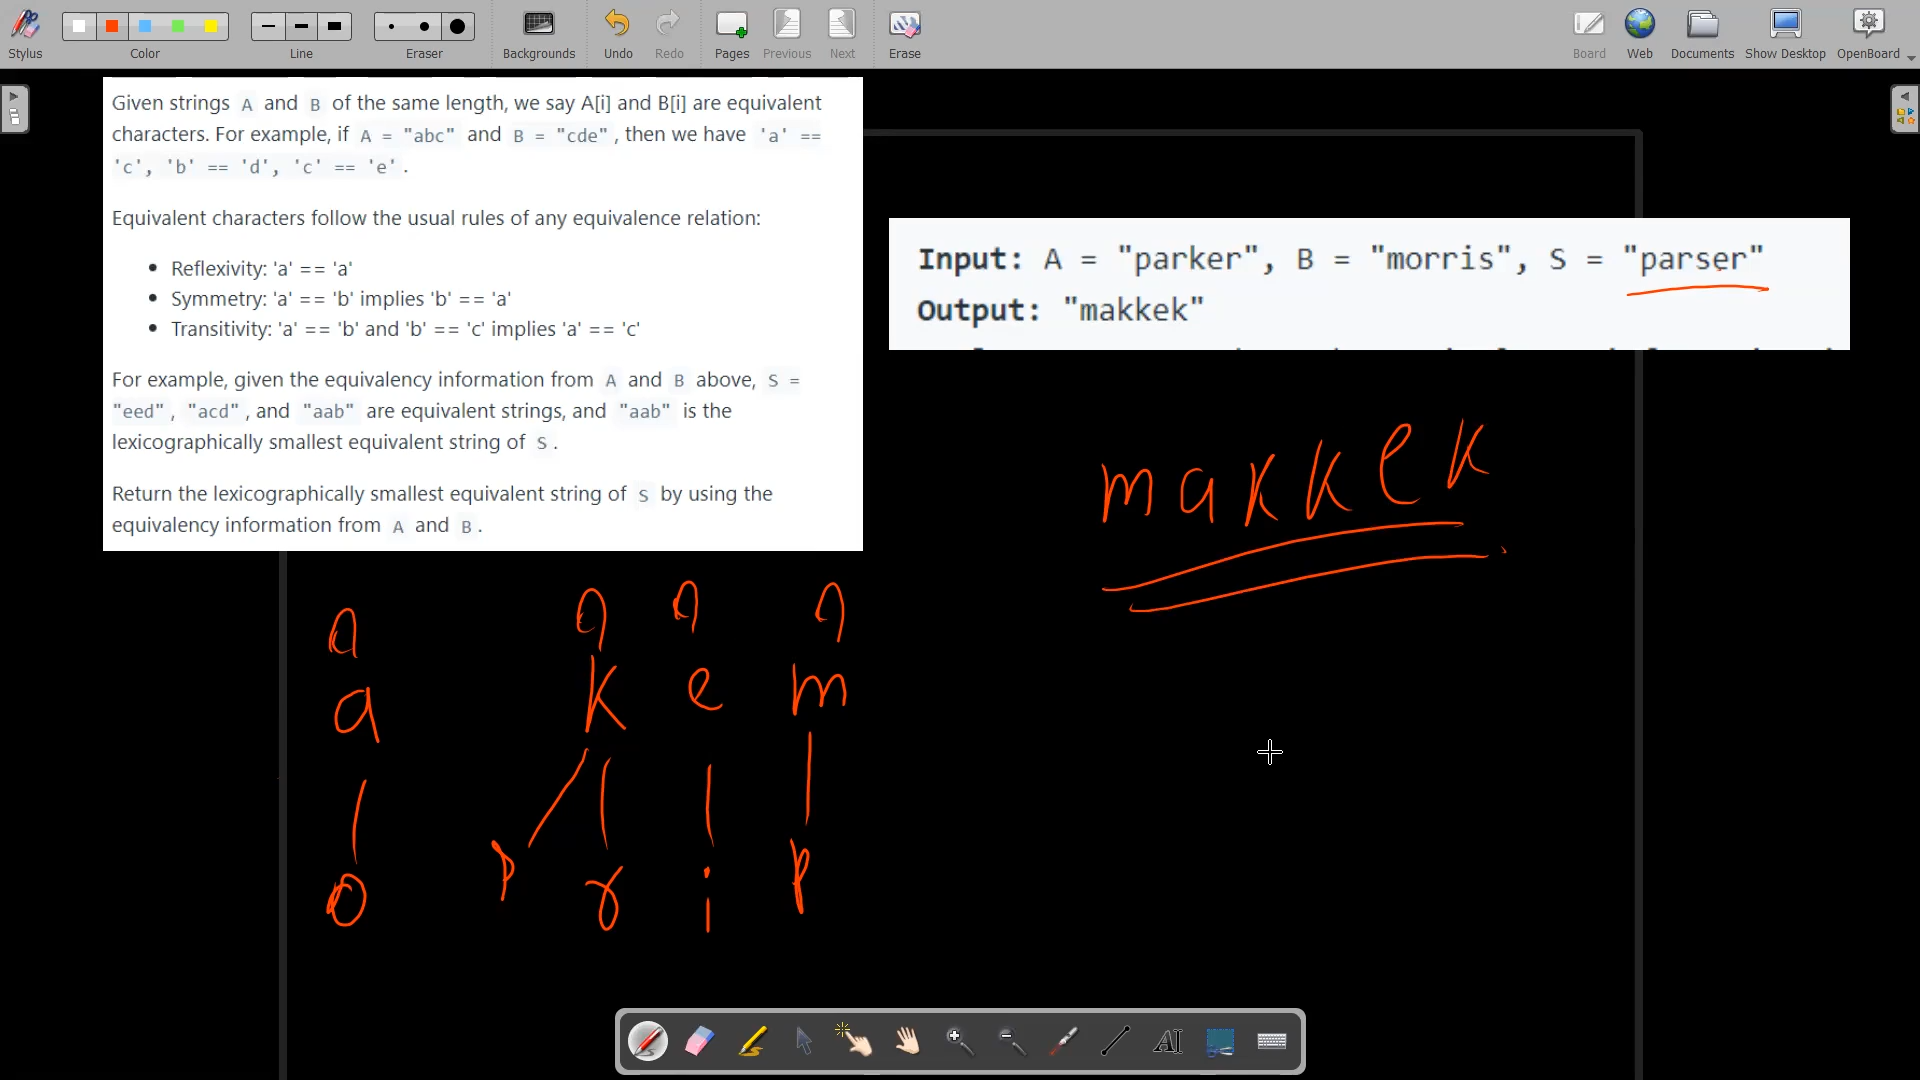 Stylus Color Line Eraser Backgrounds Undo Redo Pages Previous Next Erase Board Web Documents Show Desktop OpenBoard
Given strings A and B of the same length, we say A[i] and B[i] are equivalent
characters. For example, if A = "abc" and B = "cde", then we have 'a' ==
'c', 'b' == 'd', 'c' == 'e'.
Equivalent characters follow the usual rules of any equivalence relation:
• Reflexivity: 'a' == 'a'
• Symmetry: 'a' == 'b' implies 'b' == 'a'
• Transitivity: 'a' == 'b' and 'b' == 'c' implies 'a' == 'c'
For example, given the equivalency information from A and B above, S =
"eed", "acd", and "aab" are equivalent strings, and "aab" is the
lexicographically smallest equivalent string of S.
Return the lexicographically smallest equivalent string of S by using the
equivalency information from A and B.
Input: A = "parker", B = "morris", S = "parser"
Output: "makkek"
makkek
a k e m
o p r i p
AI